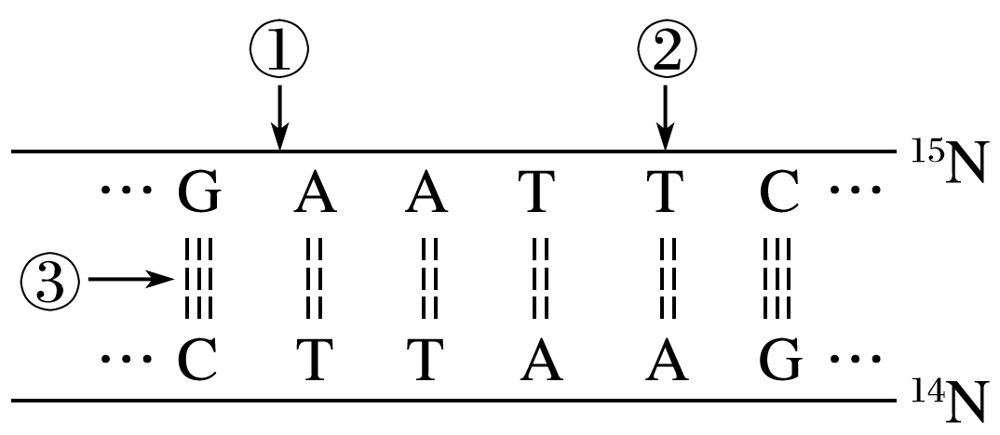 ① ②
¹⁵N
··· G A A T T C ···
③
··· C T T A A G ···
¹⁴N